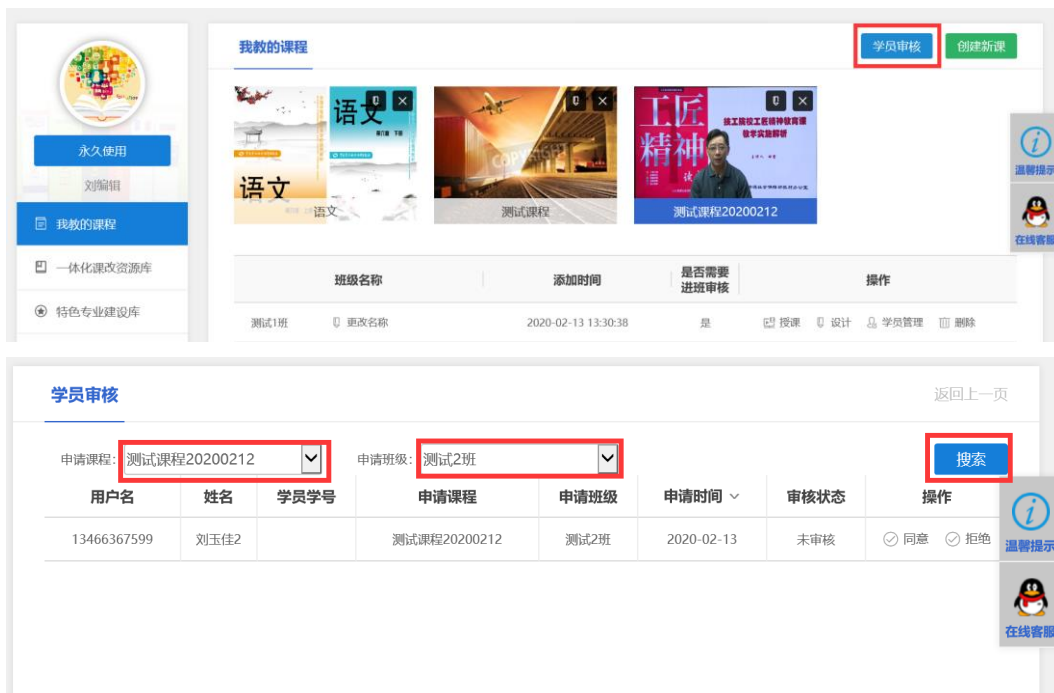 我教的课程
学员审核
创建新课
永久使用
刘编辑
我教的课程
一体化课改资源库
特色专业建设库
语文
语文
语文
COPYRIGHT
测试课程
工匠
精神
技工院校工匠精神教育课
教学实施解析
测试课程20200212
温馨提示
在线客服
班级名称 添加时间 是否需要进班审核 操作
测试1班 更改名称 2020-02-13 13:30:38 是 授课 设计 学员管理 删除
学员审核
返回上一页
申请课程: 测试课程20200212 申请班级: 测试2班 搜索
用户名 姓名 学员学号 申请课程 申请班级 申请时间 审核状态 操作
13466367599 刘玉佳2 测试课程20200212 测试2班 2020-02-13 未审核 同意 拒绝
温馨提示
在线客服